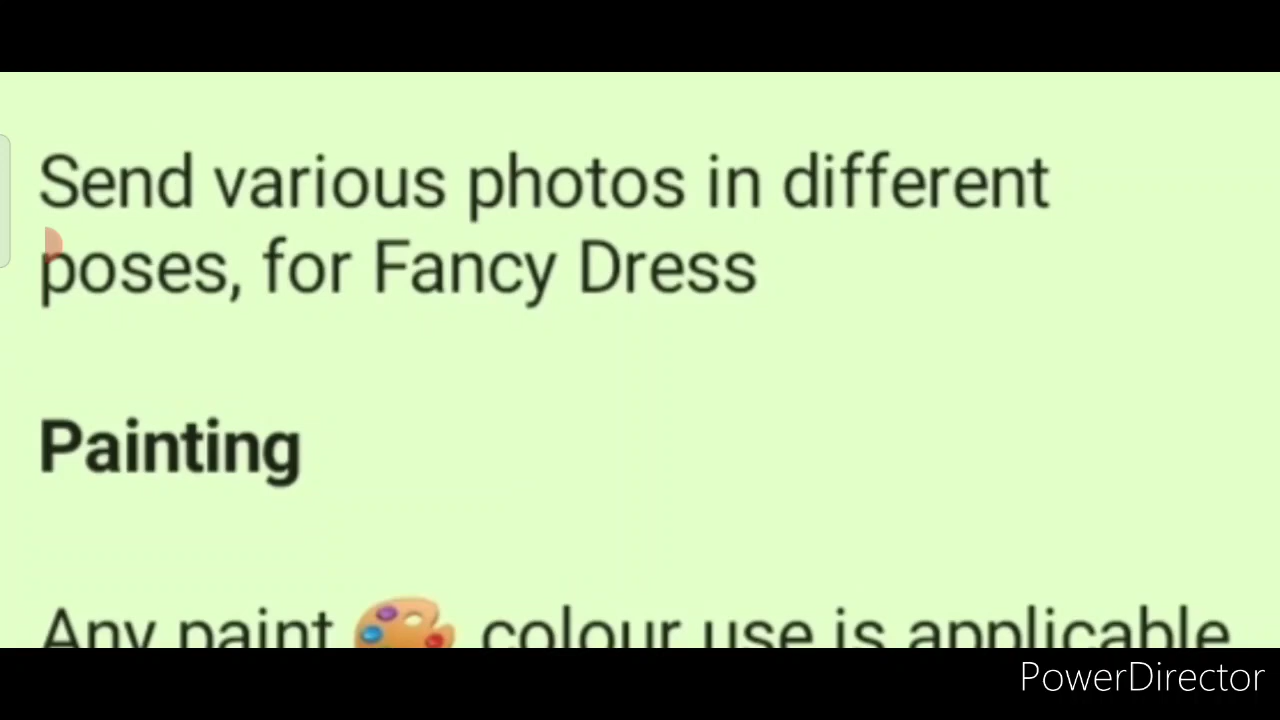 Send various photos in different
poses, for Fancy Dress
Painting
Any paint 🎨 colour use is applicable
PowerDirector